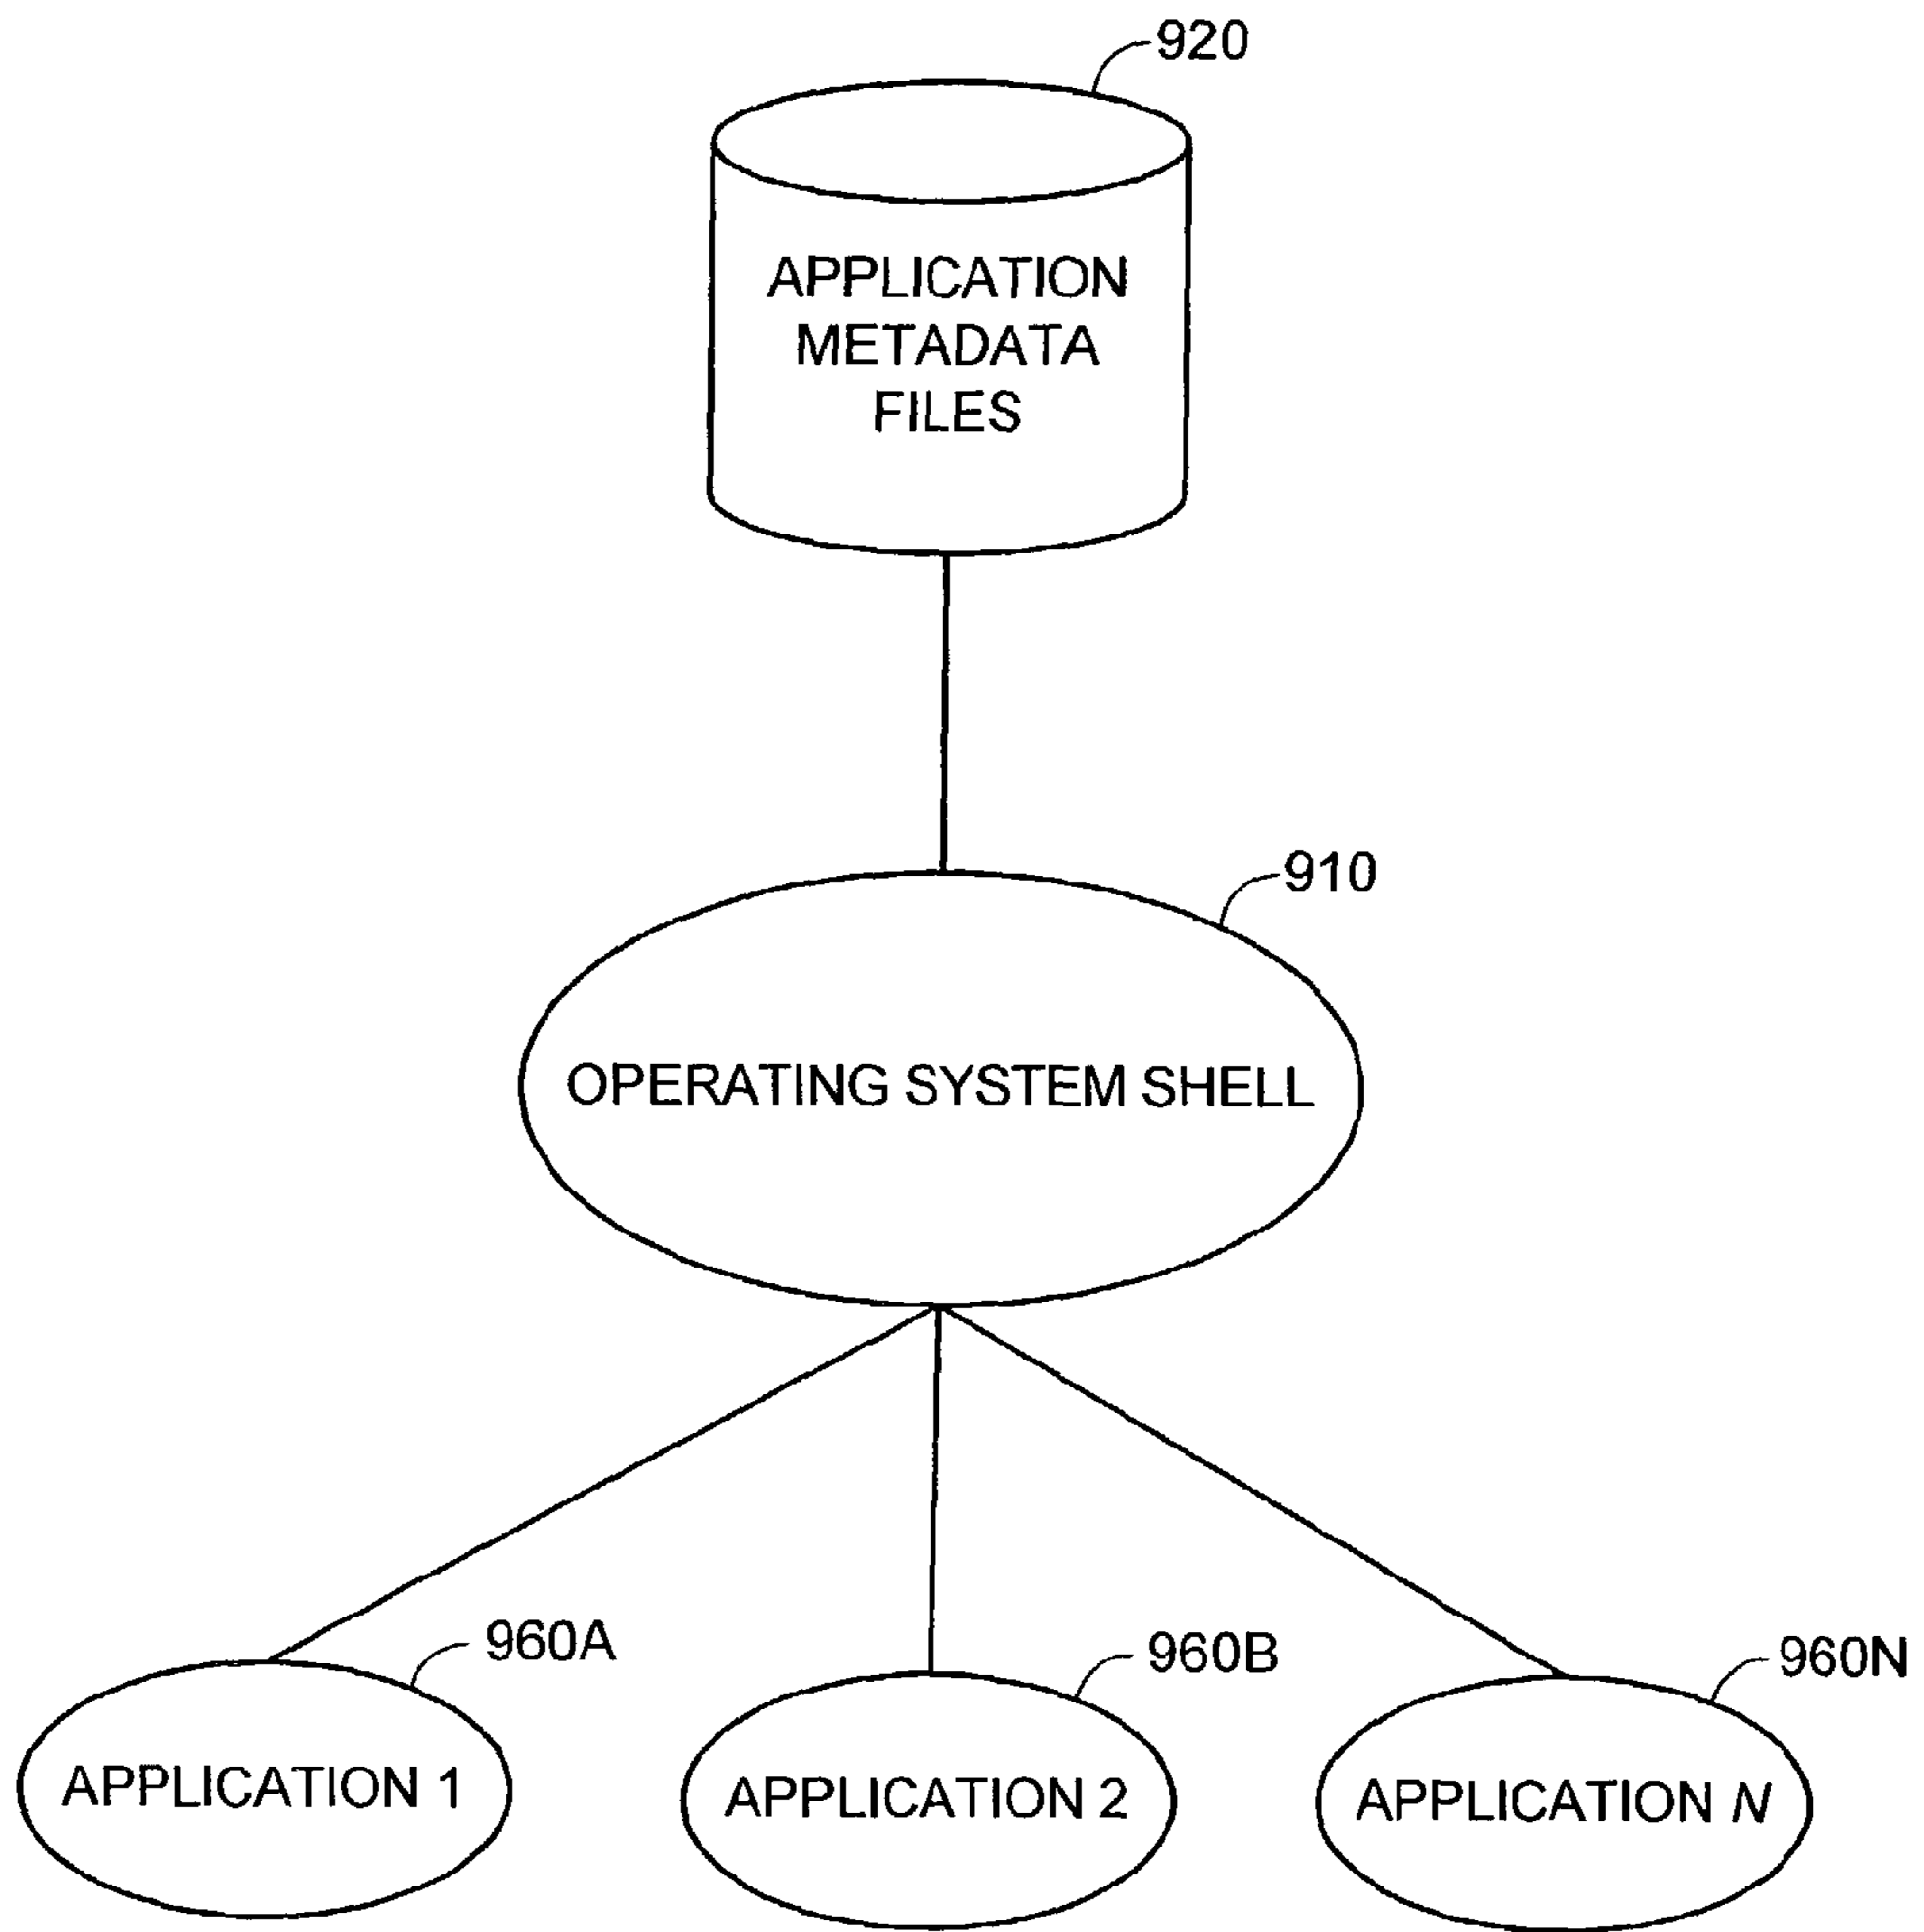 920
APPLICATION
METADATA
FILES
910
OPERATING SYSTEM SHELL
960A
960B
960N
APPLICATION 1
APPLICATION 2
APPLICATION N